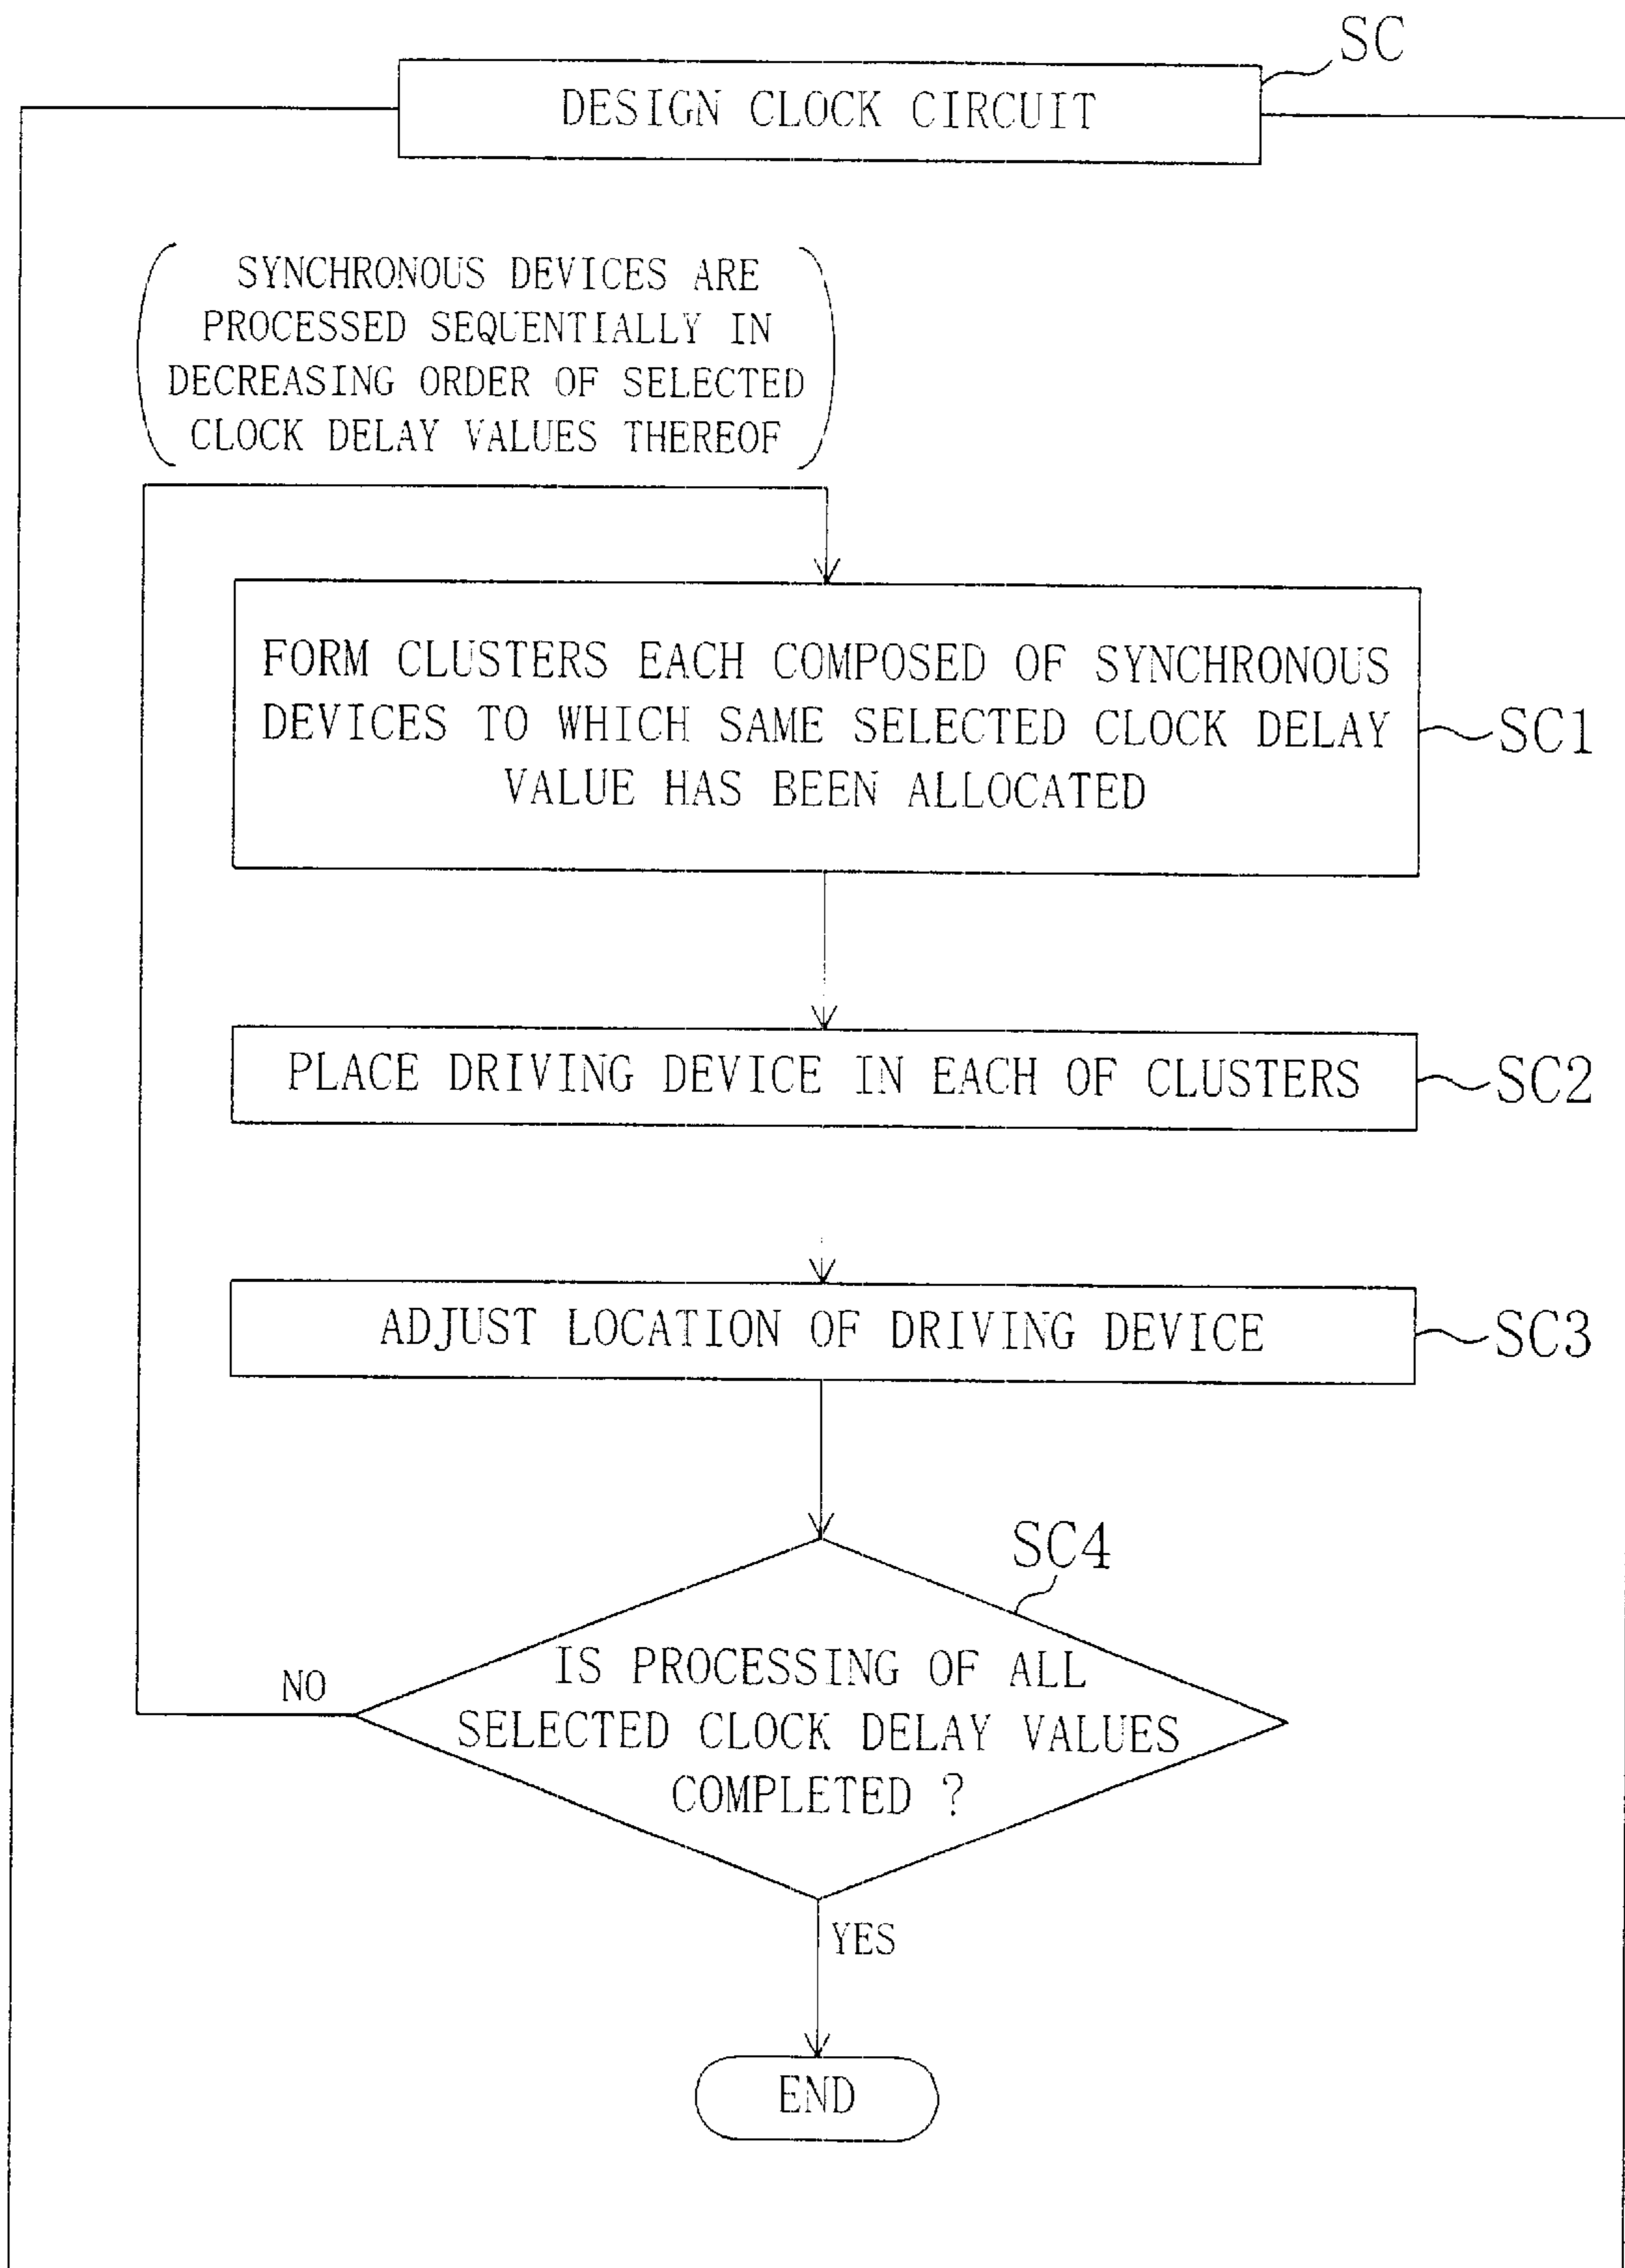 SC
DESIGN CLOCK CIRCUIT
SYNCHRONOUS DEVICES ARE
PROCESSED SEQUENTIALLY IN
DECREASING ORDER OF SELECTED
CLOCK DELAY VALUES THEREOF
FORM CLUSTERS EACH COMPOSED OF SYNCHRONOUS
DEVICES TO WHICH SAME SELECTED CLOCK DELAY
VALUE HAS BEEN ALLOCATED
SC1
PLACE DRIVING DEVICE IN EACH OF CLUSTERS
SC2
ADJUST LOCATION OF DRIVING DEVICE
SC3
SC4
IS PROCESSING OF ALL
SELECTED CLOCK DELAY VALUES
COMPLETED ?
NO
YES
END